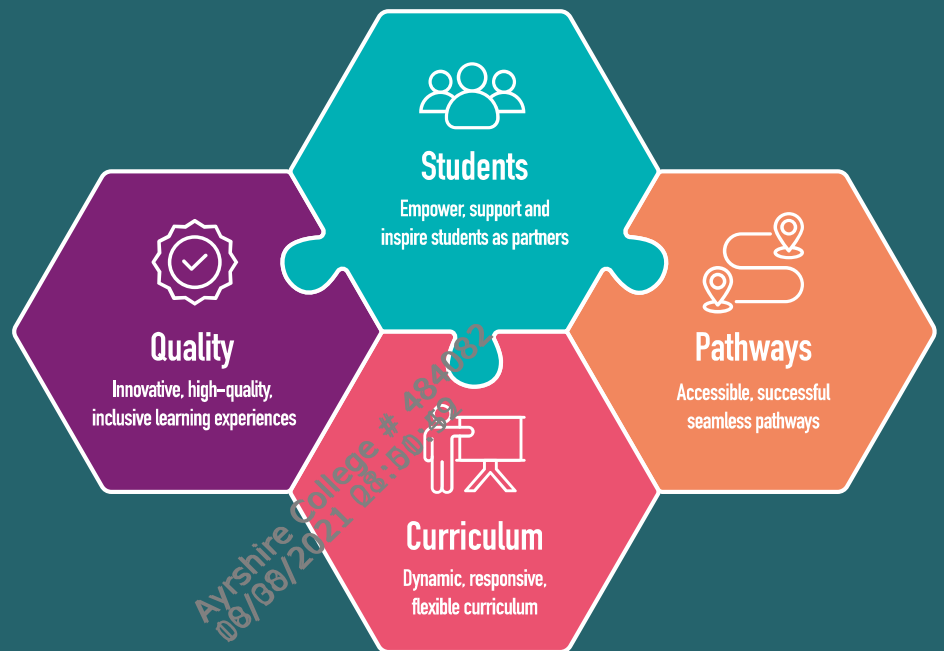 Students
Empower, support and
inspire students as partners
Quality
Innovative, high-quality,
inclusive learning experiences
Pathways
Accessible, successful
seamless pathways
Curriculum
Dynamic, responsive,
flexible curriculum
Ayrshire College # 484082